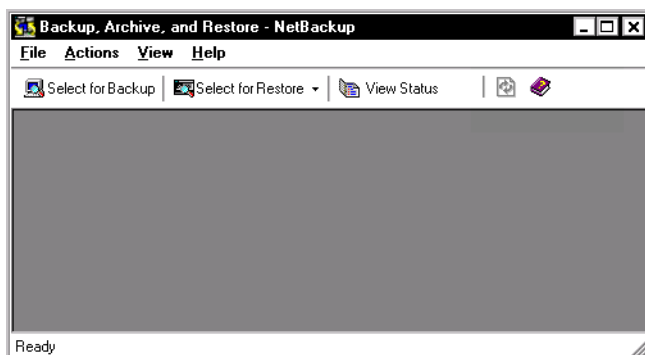 Backup, Archive, and Restore - NetBackup
File Actions View Help
Select for Backup Select for Restore View Status
Ready